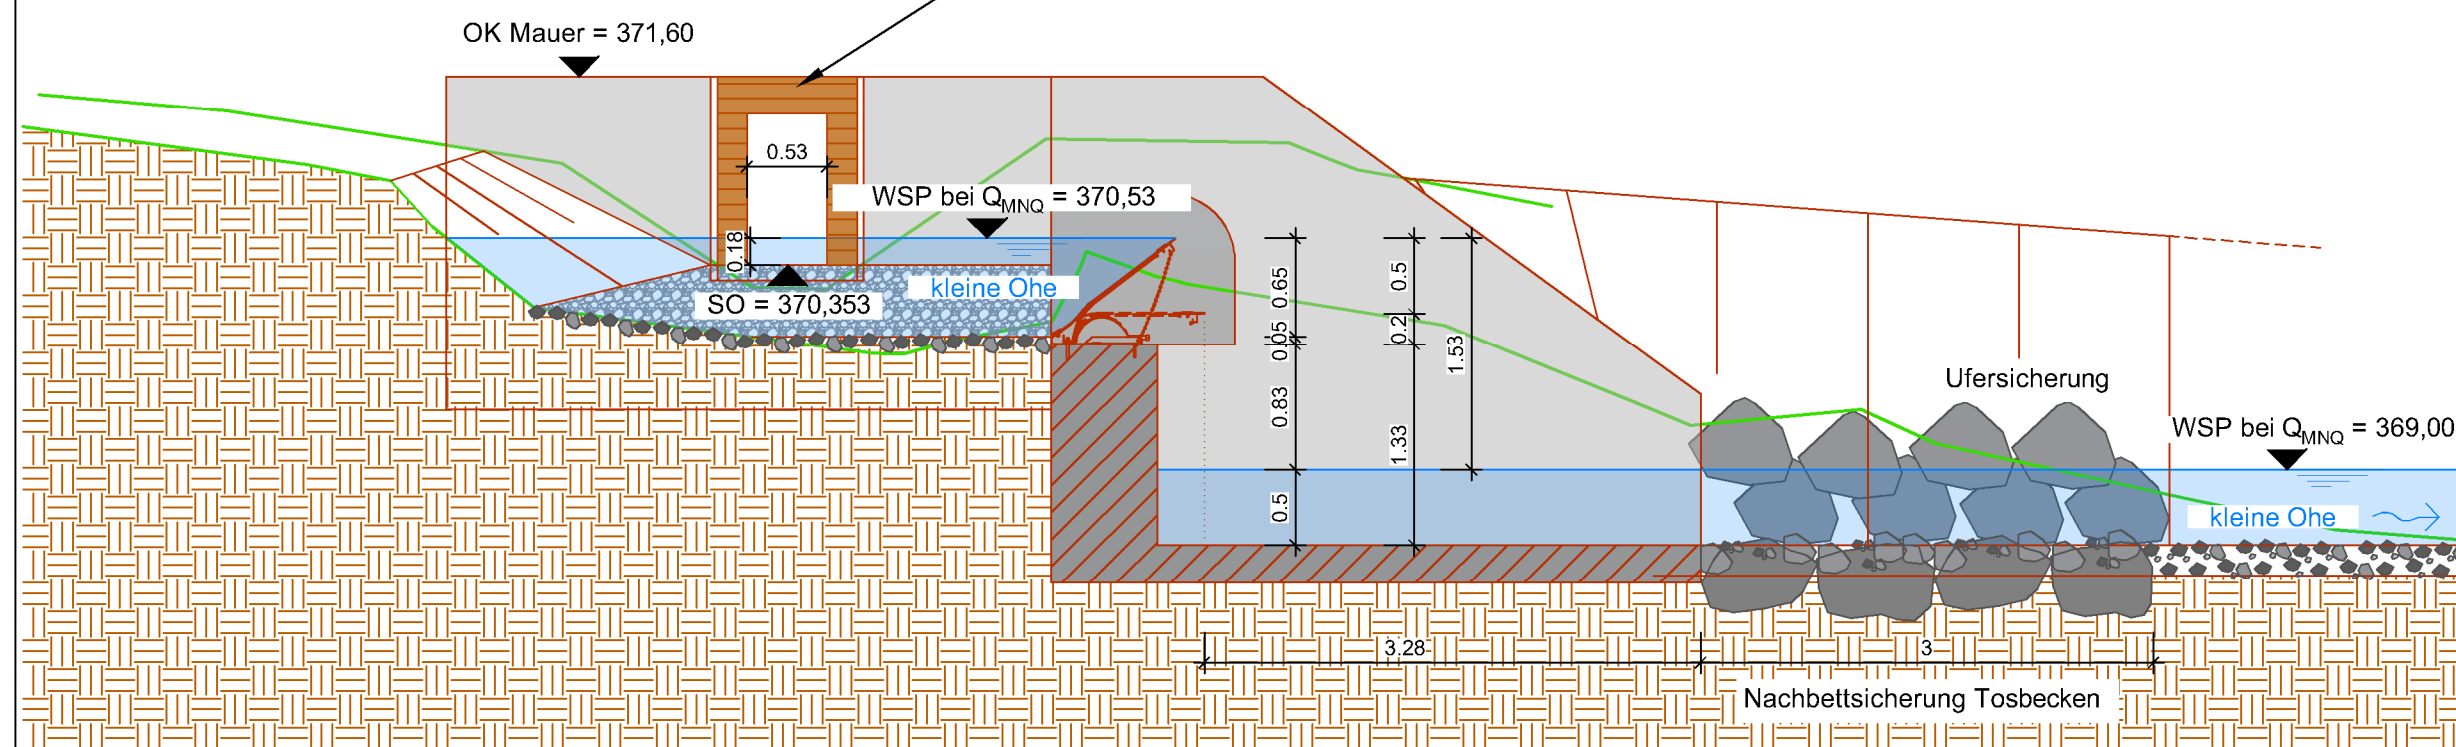 OK Mauer = 371,60
0.53
WSP bei QMNQ = 370,53
0.18
kleine Ohe
SO = 370,353
0.65
0.05
0.83
0.5
0.5
0.2
1.33
1.53
Ufersicherung
WSP bei QMNQ = 369,00
kleine Ohe
3.28
3
Nachbettsicherung Tosbecken